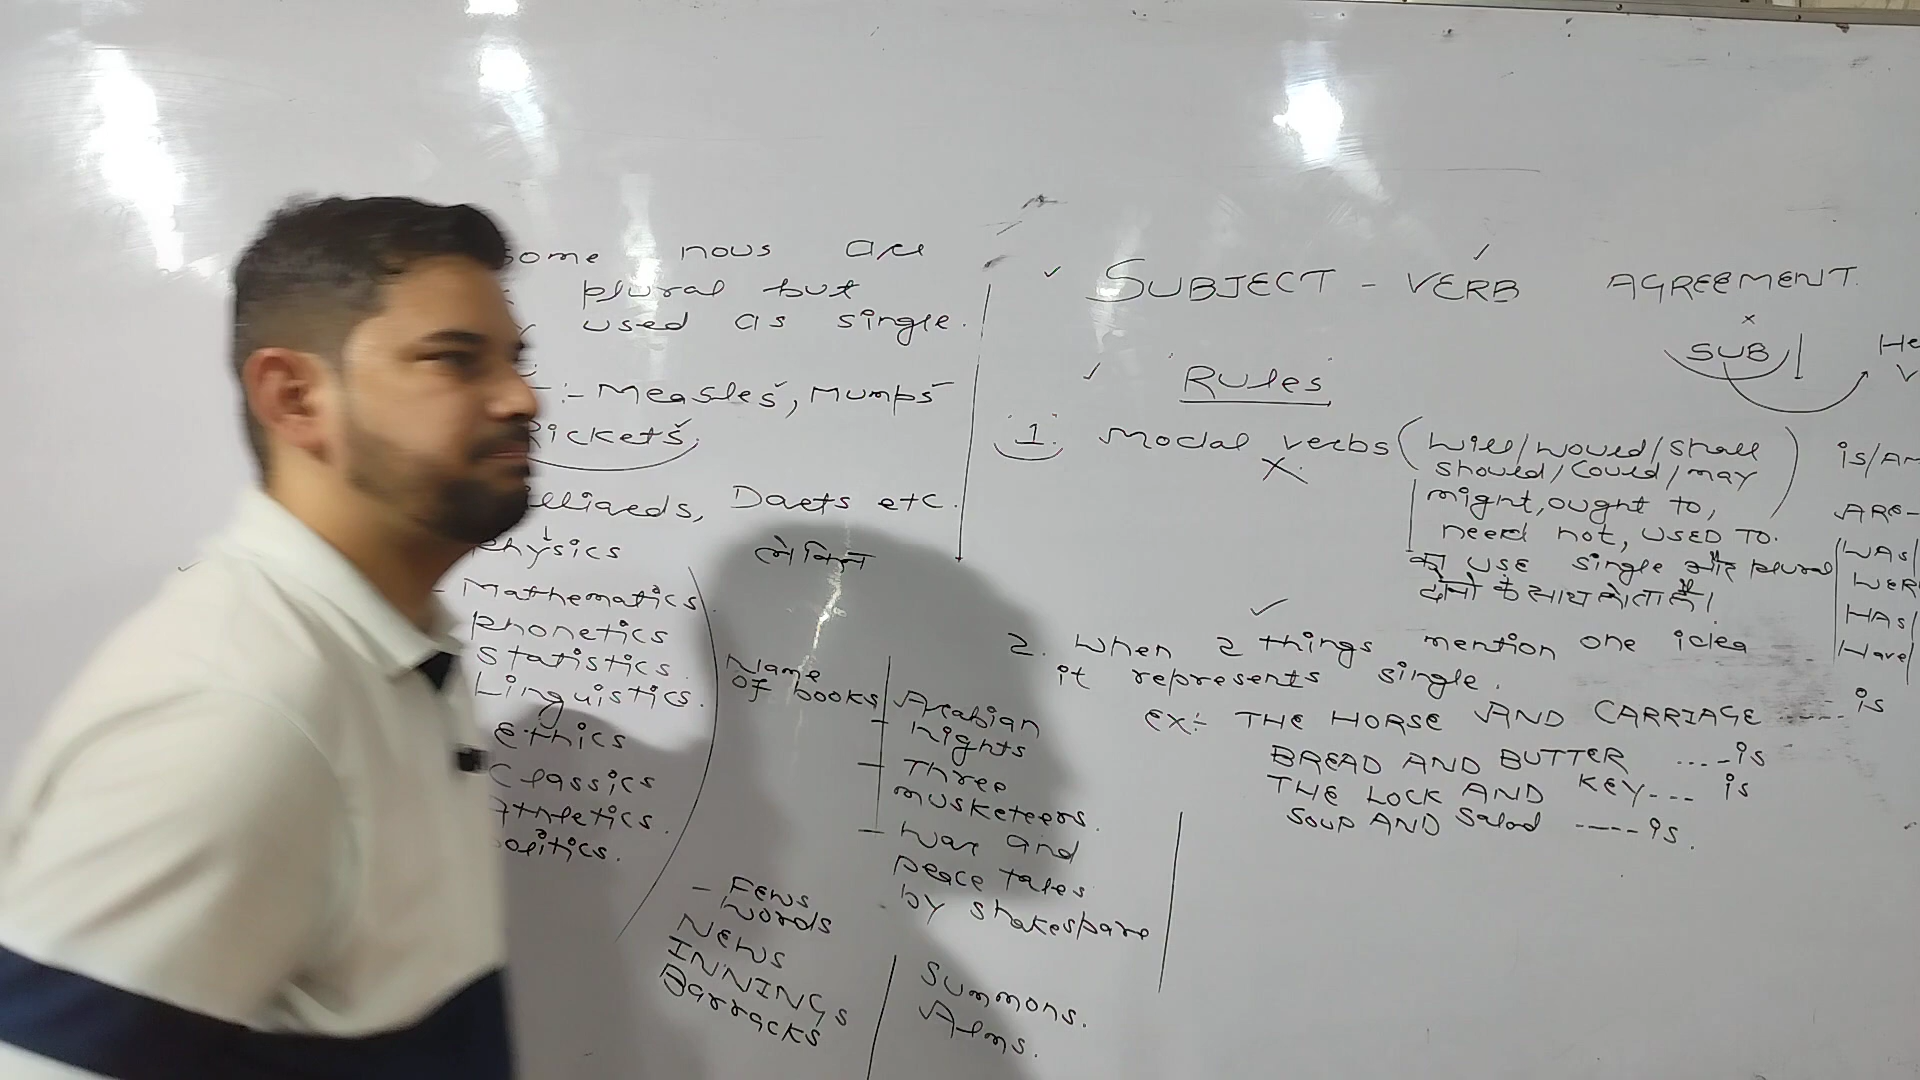 SUBJECT - VERB AGREEMENT
SUB
He
V
Rules
1. Modal verbs (will/would/shall
should/could/may
might, ought to,
need not, USED TO.
का USE single और plural
दोनो के साथ होता है।
is/AM
ARE-
WAS/
WER
HAS/
Have
2. When 2 things mention one idea
it represents single.
ex:- THE HORSE AND CARRIAGE ---- is
BREAD AND BUTTER ....-is
THE LOCK AND KEY--- is
SOUP AND Salad ----- is.
some nous are
plural but
used as single.
:- Measles, Mumps
Rickets,
lliards, Darts etc.
Physics
लेकिन
- Mathematics
Phonetics
Statistics
Linguistics.
Ethics
Classics
Athletics.
politics.
Name
of books
Arabian
Nights
- Three
musketeers.
- War and
peace tales
by shakespare
- Fews
words
NEWS
INNINGS
Barracks
Summons.
Alms.